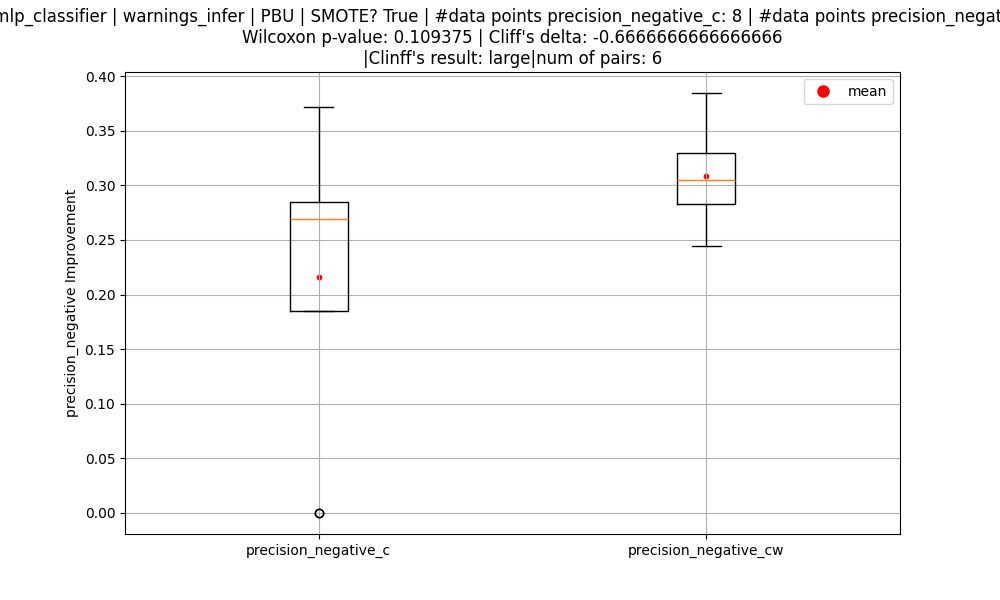 mlp_classifier | warnings_infer | PBU | SMOTE? True | #data points precision_negative_c: 8 | #data points precision_negat
Wilcoxon p-value: 0.109375 | Cliff's delta: -0.6666666666666666
|Clinff's result: large|num of pairs: 6
mean
0.40
0.35
0.30
0.25
0.20
0.15
0.10
0.05
0.00
precision_negative Improvement
precision_negative_c
precision_negative_cw